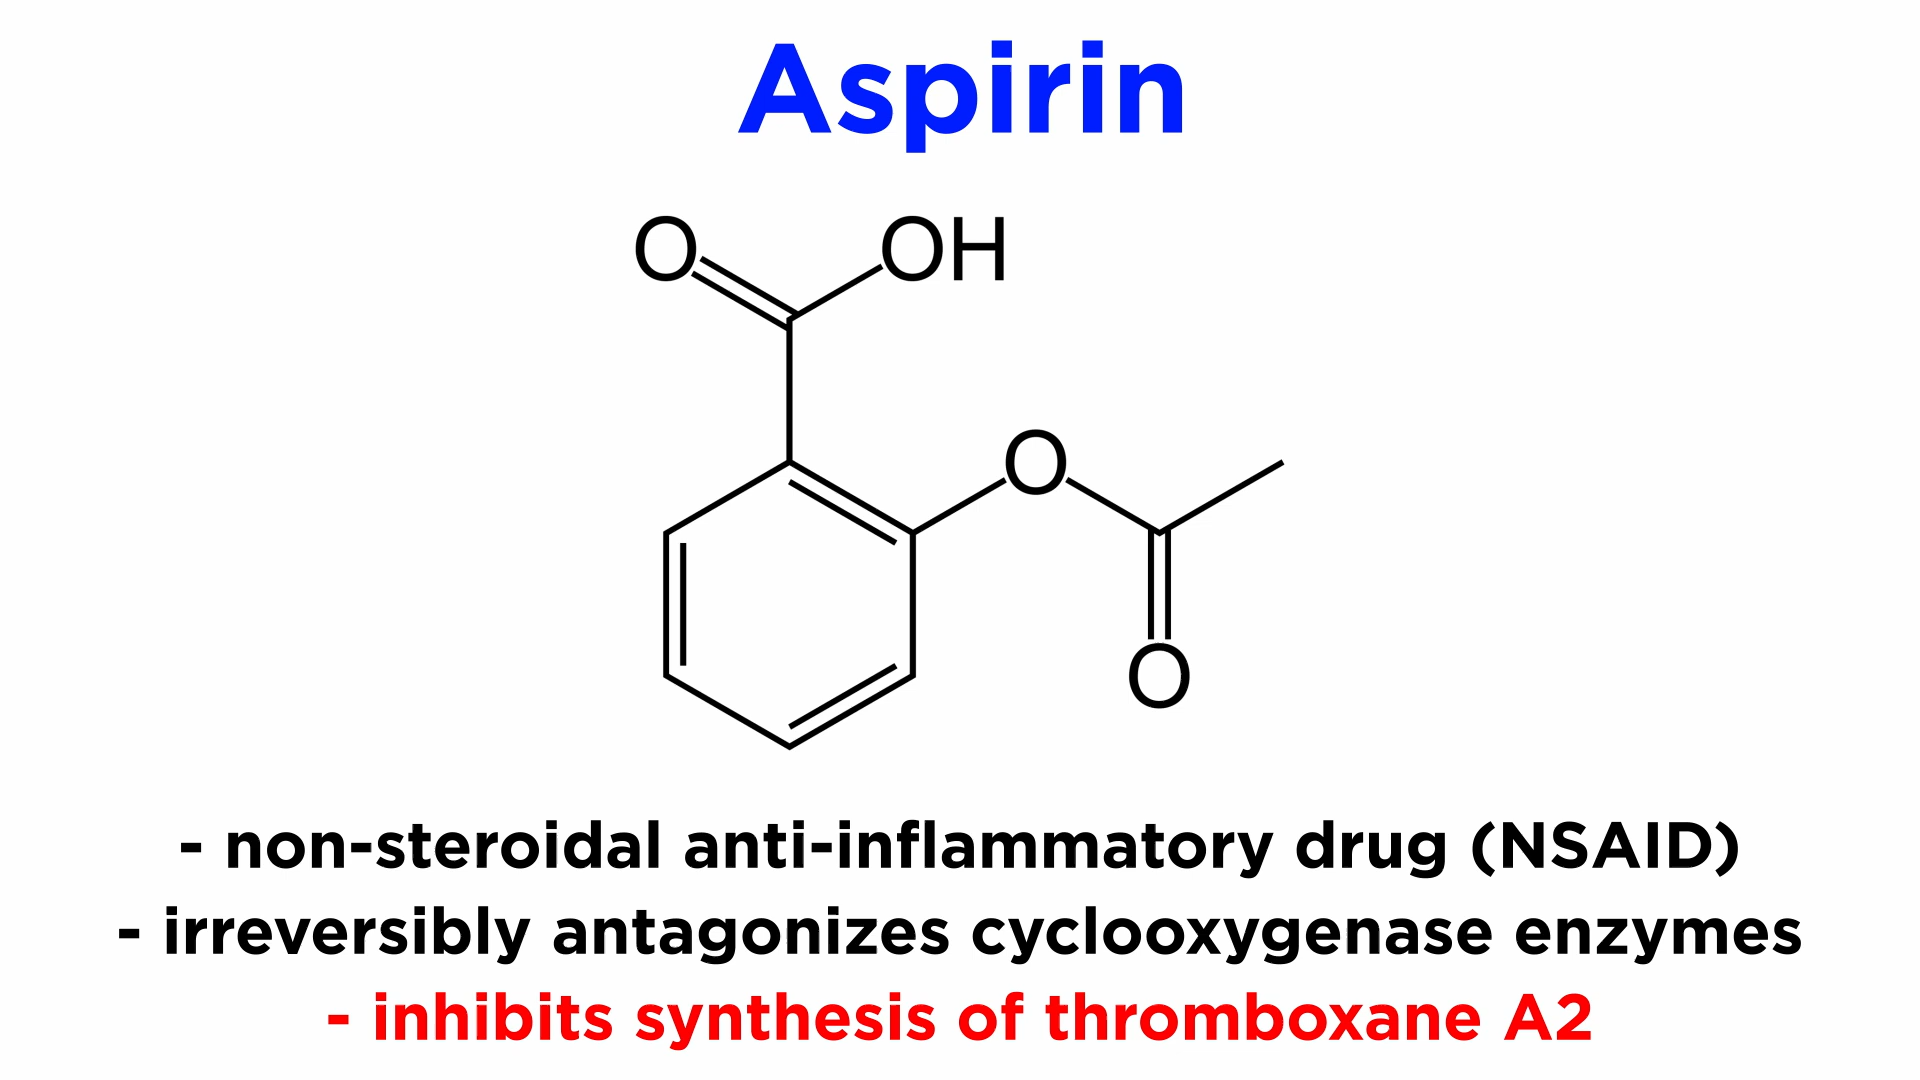 Aspirin
O OH
O
O
- non-steroidal anti-inflammatory drug (NSAID)
- irreversibly antagonizes cyclooxygenase enzymes
- inhibits synthesis of thromboxane A2